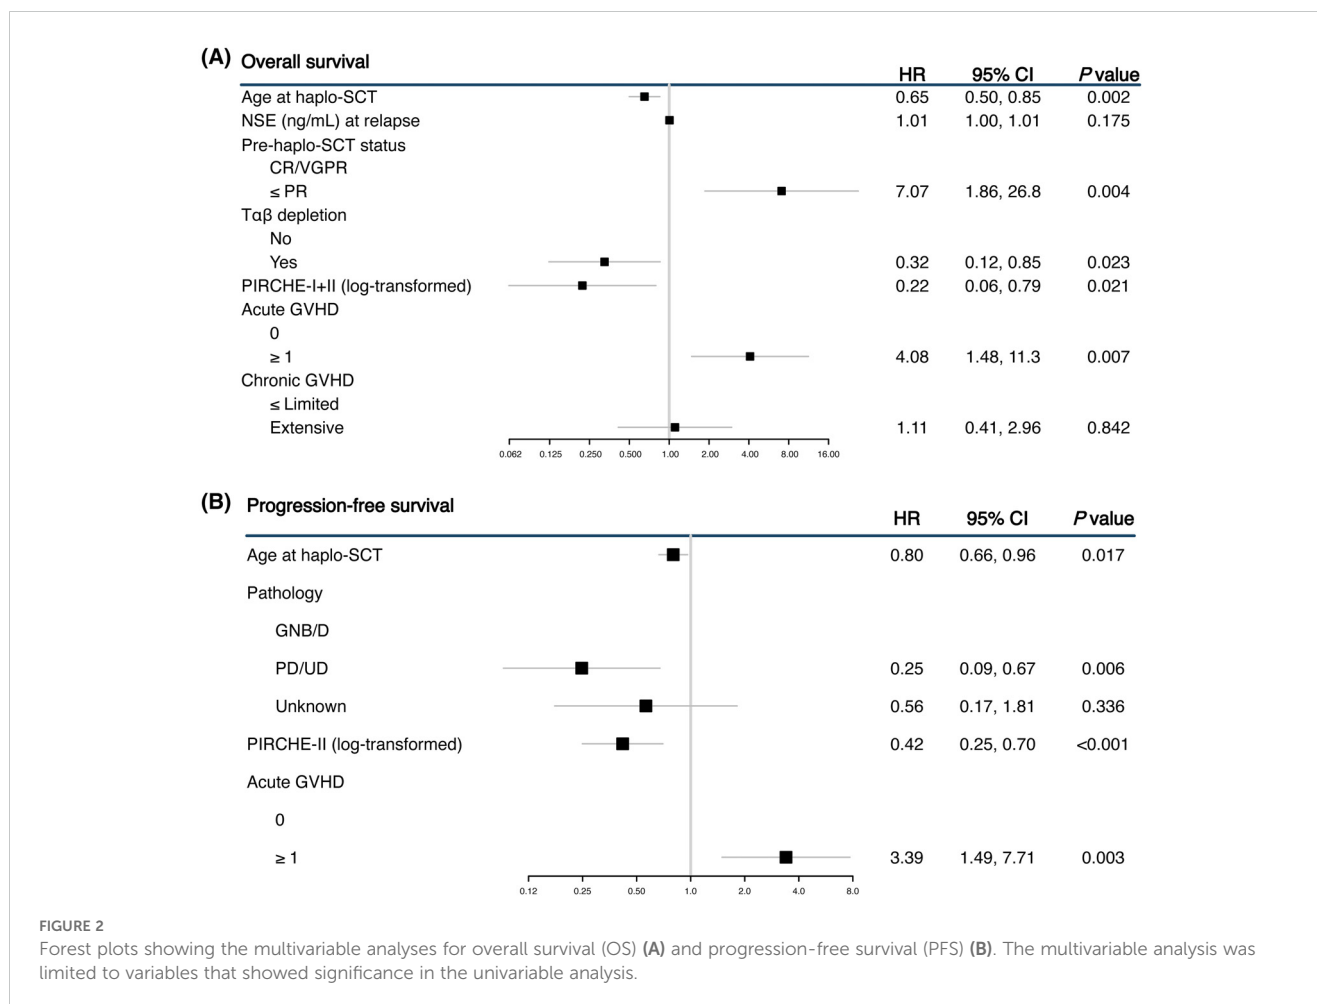 (A) Overall survival
HR 95% CI P value
Age at haplo-SCT 0.65 0.50, 0.85 0.002
NSE (ng/mL) at relapse 1.01 1.00, 1.01 0.175
Pre-haplo-SCT status
CR/VGPR
≤ PR 7.07 1.86, 26.8 0.004
Tαβ depletion
No
Yes 0.32 0.12, 0.85 0.023
PIRCHE-I+II (log-transformed) 0.22 0.06, 0.79 0.021
Acute GVHD
0
≥ 1 4.08 1.48, 11.3 0.007
Chronic GVHD
≤ Limited
Extensive 1.11 0.41, 2.96 0.842
0.062 0.125 0.250 0.500 1.00 2.00 4.00 8.00 16.00
(B) Progression-free survival
HR 95% CI P value
Age at haplo-SCT 0.80 0.66, 0.96 0.017
Pathology
GNB/D
PD/UD 0.25 0.09, 0.67 0.006
Unknown 0.56 0.17, 1.81 0.336
PIRCHE-II (log-transformed) 0.42 0.25, 0.70 <0.001
Acute GVHD
0
≥ 1 3.39 1.49, 7.71 0.003
0.12 0.25 0.50 1.0 2.0 4.0 8.0
FIGURE 2
Forest plots showing the multivariable analyses for overall survival (OS) (A) and progression-free survival (PFS) (B). The multivariable analysis was
limited to variables that showed significance in the univariable analysis.